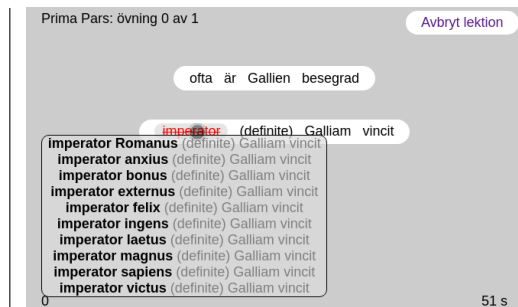 Prima Pars: övning 0 av 1
Avbryt lektion
ofta är Gallien besegrad
imperator (definite) Galliam vincit
imperator Romanus (definite) Galliam vincit
imperator anxius (definite) Galliam vincit
imperator bonus (definite) Galliam vincit
imperator externus (definite) Galliam vincit
imperator felix (definite) Galliam vincit
imperator ingens (definite) Galliam vincit
imperator laetus (definite) Galliam vincit
imperator magnus (definite) Galliam vincit
imperator sapiens (definite) Galliam vincit
imperator victus (definite) Galliam vincit
0
51 s